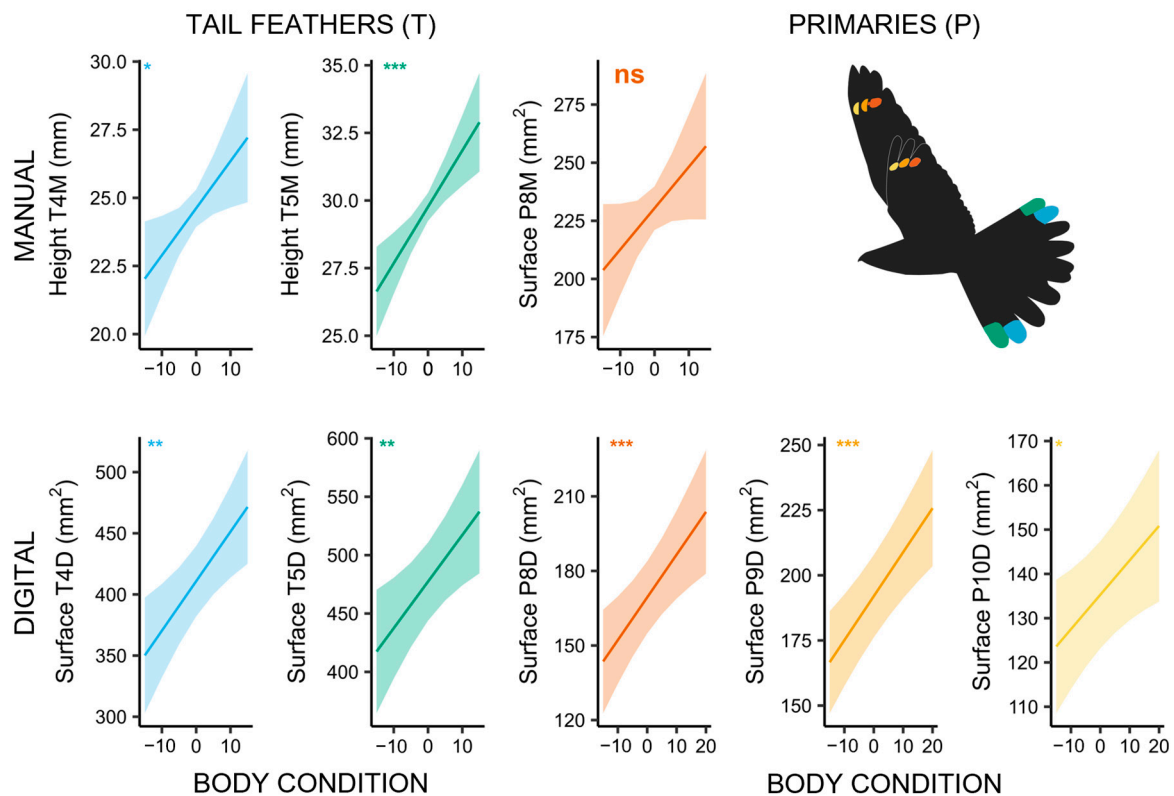 TAIL FEATHERS (T)
PRIMARIES (P)
MANUAL
Height T4M (mm)
30.0
27.5
25.0
22.5
20.0
*
−10 0 10
Height T5M (mm)
35.0
32.5
30.0
27.5
25.0
***
−10 0 10
Surface P8M (mm²)
275
250
225
200
175
ns
−10 0 10
DIGITAL
Surface T4D (mm²)
500
450
400
350
300
**
−10 0 10
Surface T5D (mm²)
600
550
500
450
400
**
−10 0 10
Surface P8D (mm²)
210
180
150
120
***
−10 0 10 20
Surface P9D (mm²)
250
225
200
175
150
***
−10 0 10 20
Surface P10D (mm²)
170
160
150
140
130
120
110
*
−10 0 10 20
BODY CONDITION
BODY CONDITION